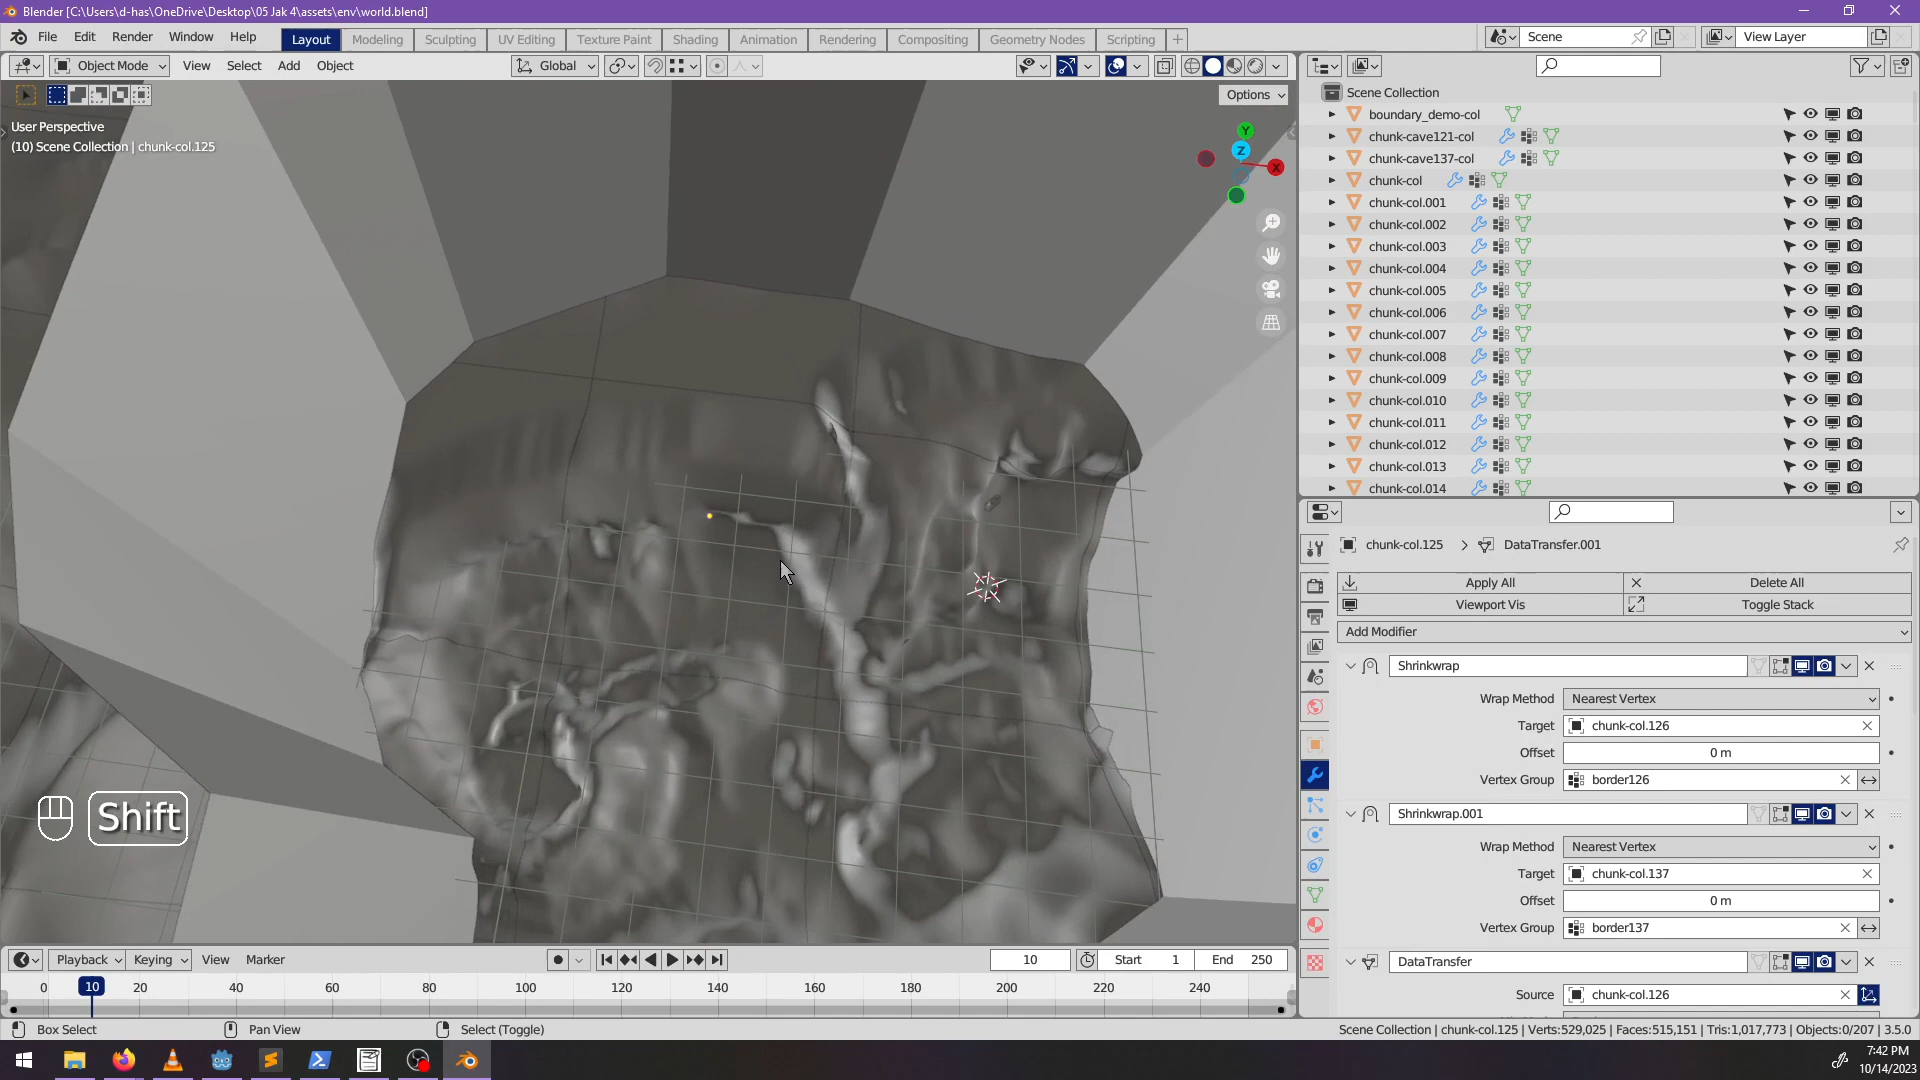 Blender [C:\Users\d-has\OneDrive\Desktop\05 Jak 4\assets\env\world.blend]
File Edit Render Window Help Layout Modeling Sculpting UV Editing Texture Paint Shading Animation Rendering Compositing Geometry Nodes Scripting + Scene View Layer
Object Mode View Select Add Object Global
Options
User Perspective
(10) Scene Collection | chunk-col.125
Y
Z
X
Shift
Scene Collection
boundary_demo-col
chunk-cave121-col
chunk-cave137-col
chunk-col
chunk-col.001
chunk-col.002
chunk-col.003
chunk-col.004
chunk-col.005
chunk-col.006
chunk-col.007
chunk-col.008
chunk-col.009
chunk-col.010
chunk-col.011
chunk-col.012
chunk-col.013
chunk-col.014
chunk-col.125 > DataTransfer.001
Apply All Delete All
Viewport Vis Toggle Stack
Add Modifier
Shrinkwrap
Wrap Method Nearest Vertex
Target chunk-col.126
Offset 0 m
Vertex Group border126
Shrinkwrap.001
Wrap Method Nearest Vertex
Target chunk-col.137
Offset 0 m
Vertex Group border137
DataTransfer
Source chunk-col.126
Playback Keying View Marker 10 Start 1 End 250
0 10 20 40 60 80 100 120 140 160 180 200 220 240
Box Select Pan View Select (Toggle) Scene Collection | chunk-col.125 | Verts:529,025 | Faces:515,151 | Tris:1,017,773 | Objects:0/207 | 3.5.0
7:42 PM
10/14/2023